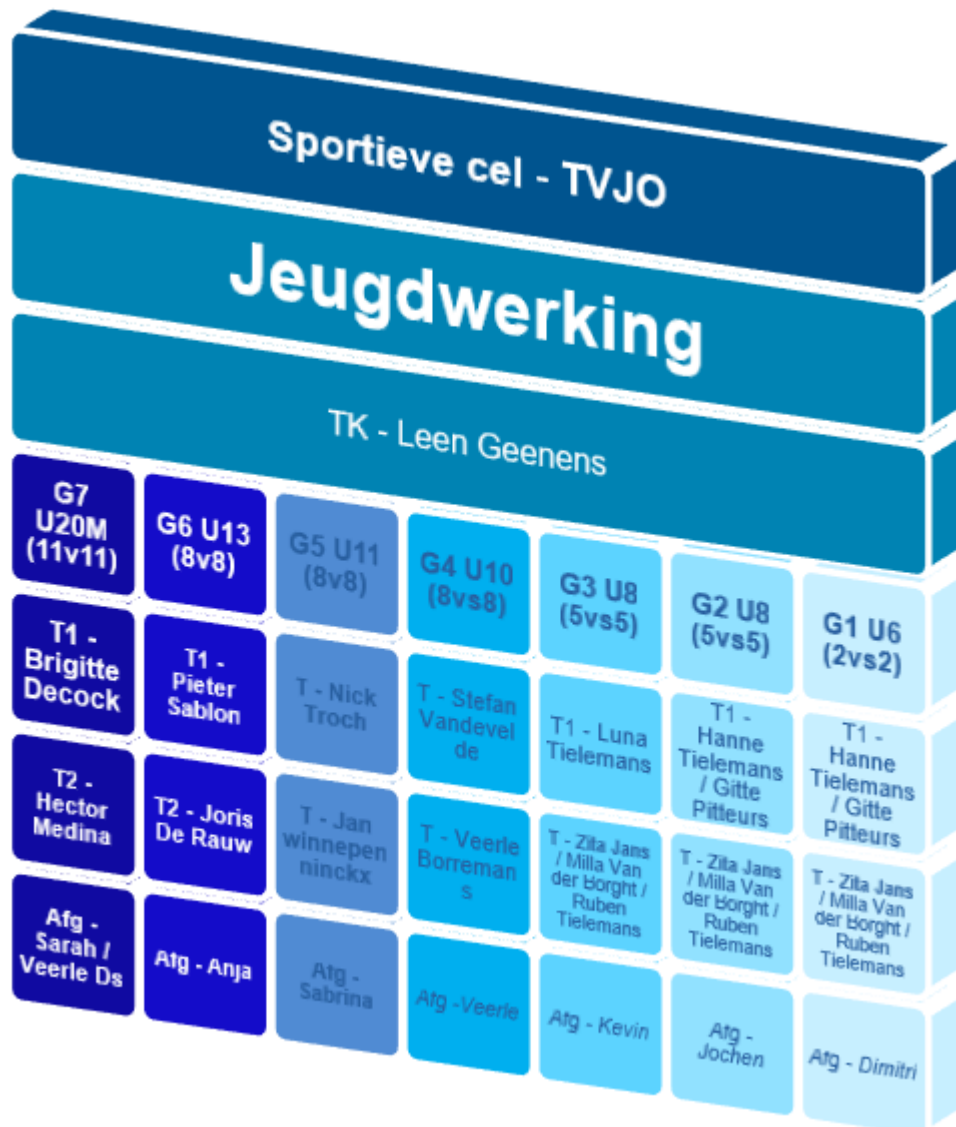 Sportieve cel - TVJO
Jeugdwerking
TK - Leen Geenens
G7
U20M
(11v11)
G6 U13
(8v8)
G5 U11
(8v8)
G4 U10
(8vs8)
G3 U8
(5vs5)
G2 U8
(5vs5)
G1 U6
(2vs2)
T1 -
Brigitte
Decock
T1 -
Pieter
Sablon
T - Nick
Troch
T - Stefan
Vandevel
de
T1 - Luna
Tielemans
T1 -
Hanne
Tielemans
/ Gitte
Pitteurs
T1 -
Hanne
Tielemans
/ Gitte
Pitteurs
T2 -
Hector
Medina
T2 - Joris
De Rauw
T - Jan
winnepen
ninckx
T - Veerle
Borreman
s
T - Zita Jans
/ Milla Van
der Borght /
Ruben
Tielemans
T - Zita Jans
/ Milla Van
der Borght /
Ruben
Tielemans
T - Zita Jans
/ Milla Van
der Borght /
Ruben
Tielemans
Afg -
Sarah /
Veerle Ds
Afg - Anja
Afg -
Sabrina
Afg -Veerle
Afg - Kevin
Afg -
Jochen
Afg - Dimitri